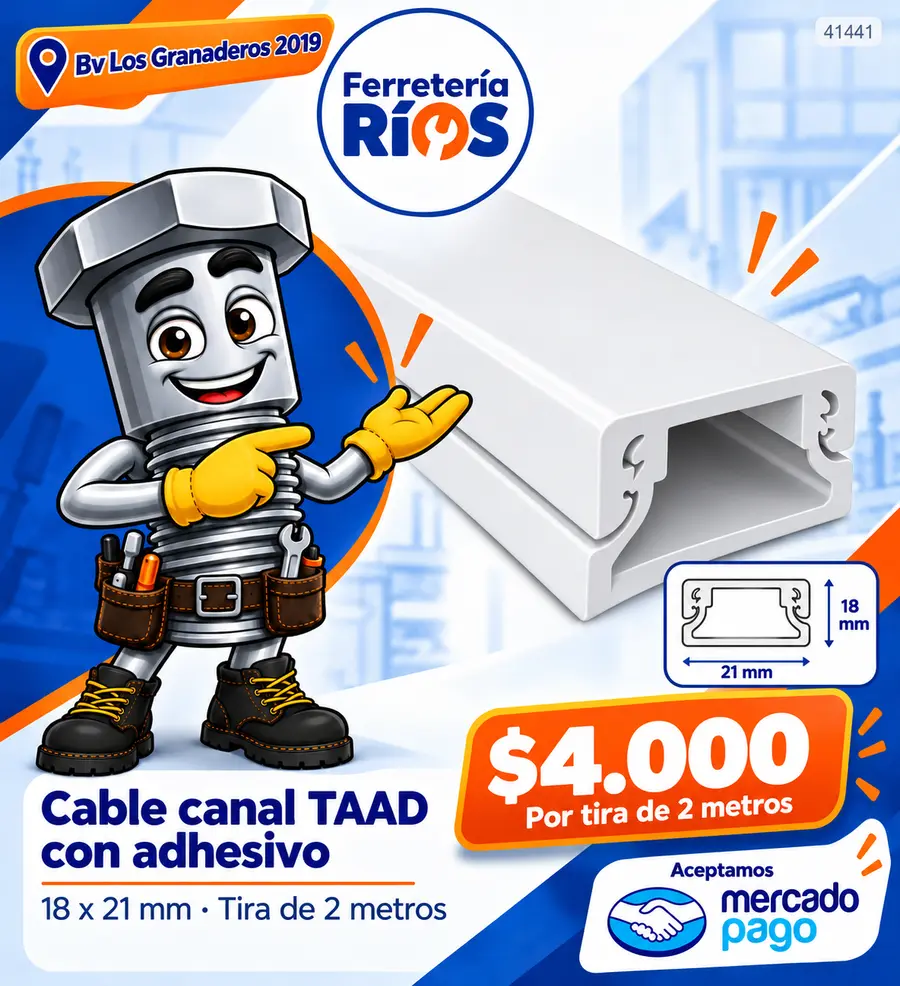 Bv Los Granaderos 2019
Ferretería
RÍOS
41441
18
mm
21 mm
$4.000
Por tira de 2 metros
Cable canal TAAD
con adhesivo
18 x 21 mm · Tira de 2 metros
Aceptamos
mercado
pago